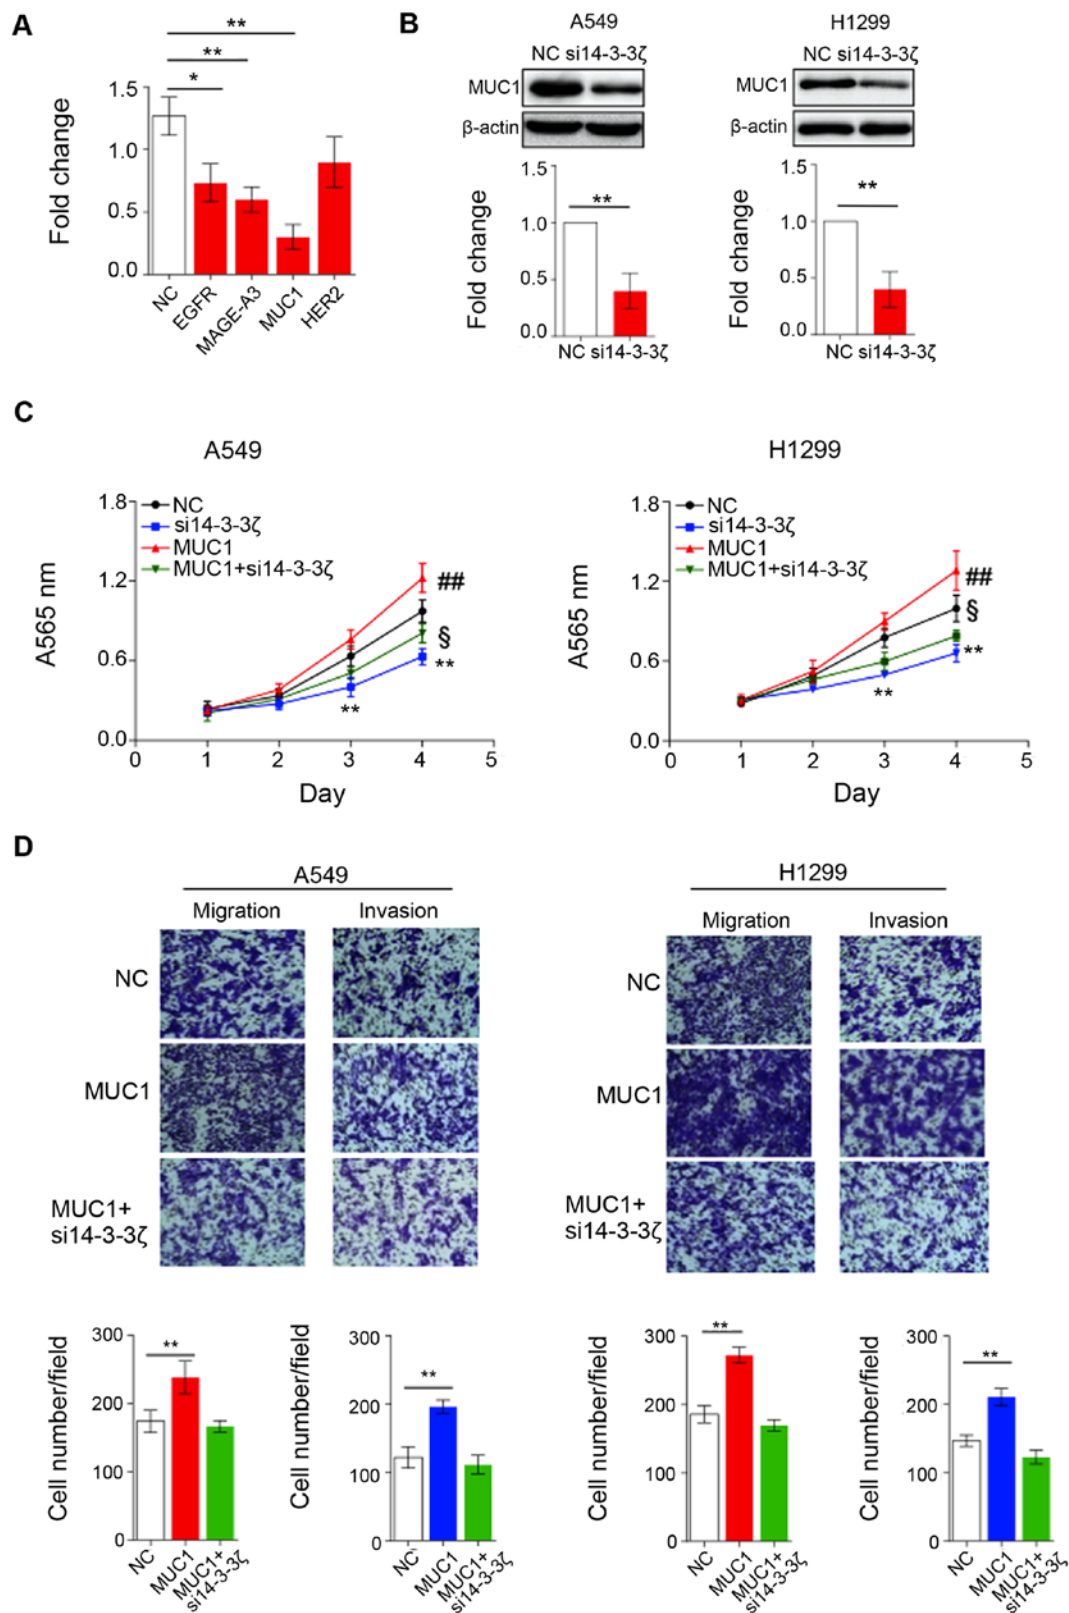 A
**
**
*
Fold change
1.5
1.0
0.5
0.0
NC
EGFR
MAGE-A3
MUC1
HER2
B
A549
NC si14-3-3ζ
MUC1
β-actin
Fold change
1.5
1.0
0.5
0.0
**
NC si14-3-3ζ
H1299
NC si14-3-3ζ
MUC1
β-actin
Fold change
1.5
1.0
0.5
0.0
**
NC si14-3-3ζ
C
A549
A565 nm
1.8
1.2
0.6
0.0
NC
si14-3-3ζ
MUC1
MUC1+si14-3-3ζ
##
§
**
**
0 1 2 3 4 5
Day
H1299
A565 nm
1.8
1.2
0.6
0.0
NC
si14-3-3ζ
MUC1
MUC1+si14-3-3ζ
##
§
**
**
0 1 2 3 4 5
Day
D
A549
Migration Invasion
NC
MUC1
MUC1+
si14-3-3ζ
H1299
Migration Invasion
NC
MUC1
MUC1+
si14-3-3ζ
Cell number/field
300
200
100
0
**
NC
MUC1
MUC1+
si14-3-3ζ
Cell number/field
300
200
100
0
**
NC
MUC1
MUC1+
si14-3-3ζ
Cell number/field
300
200
100
0
**
NC
MUC1
MUC1+
si14-3-3ζ
Cell number/field
300
200
100
0
**
NC
MUC1
MUC1+
si14-3-3ζ